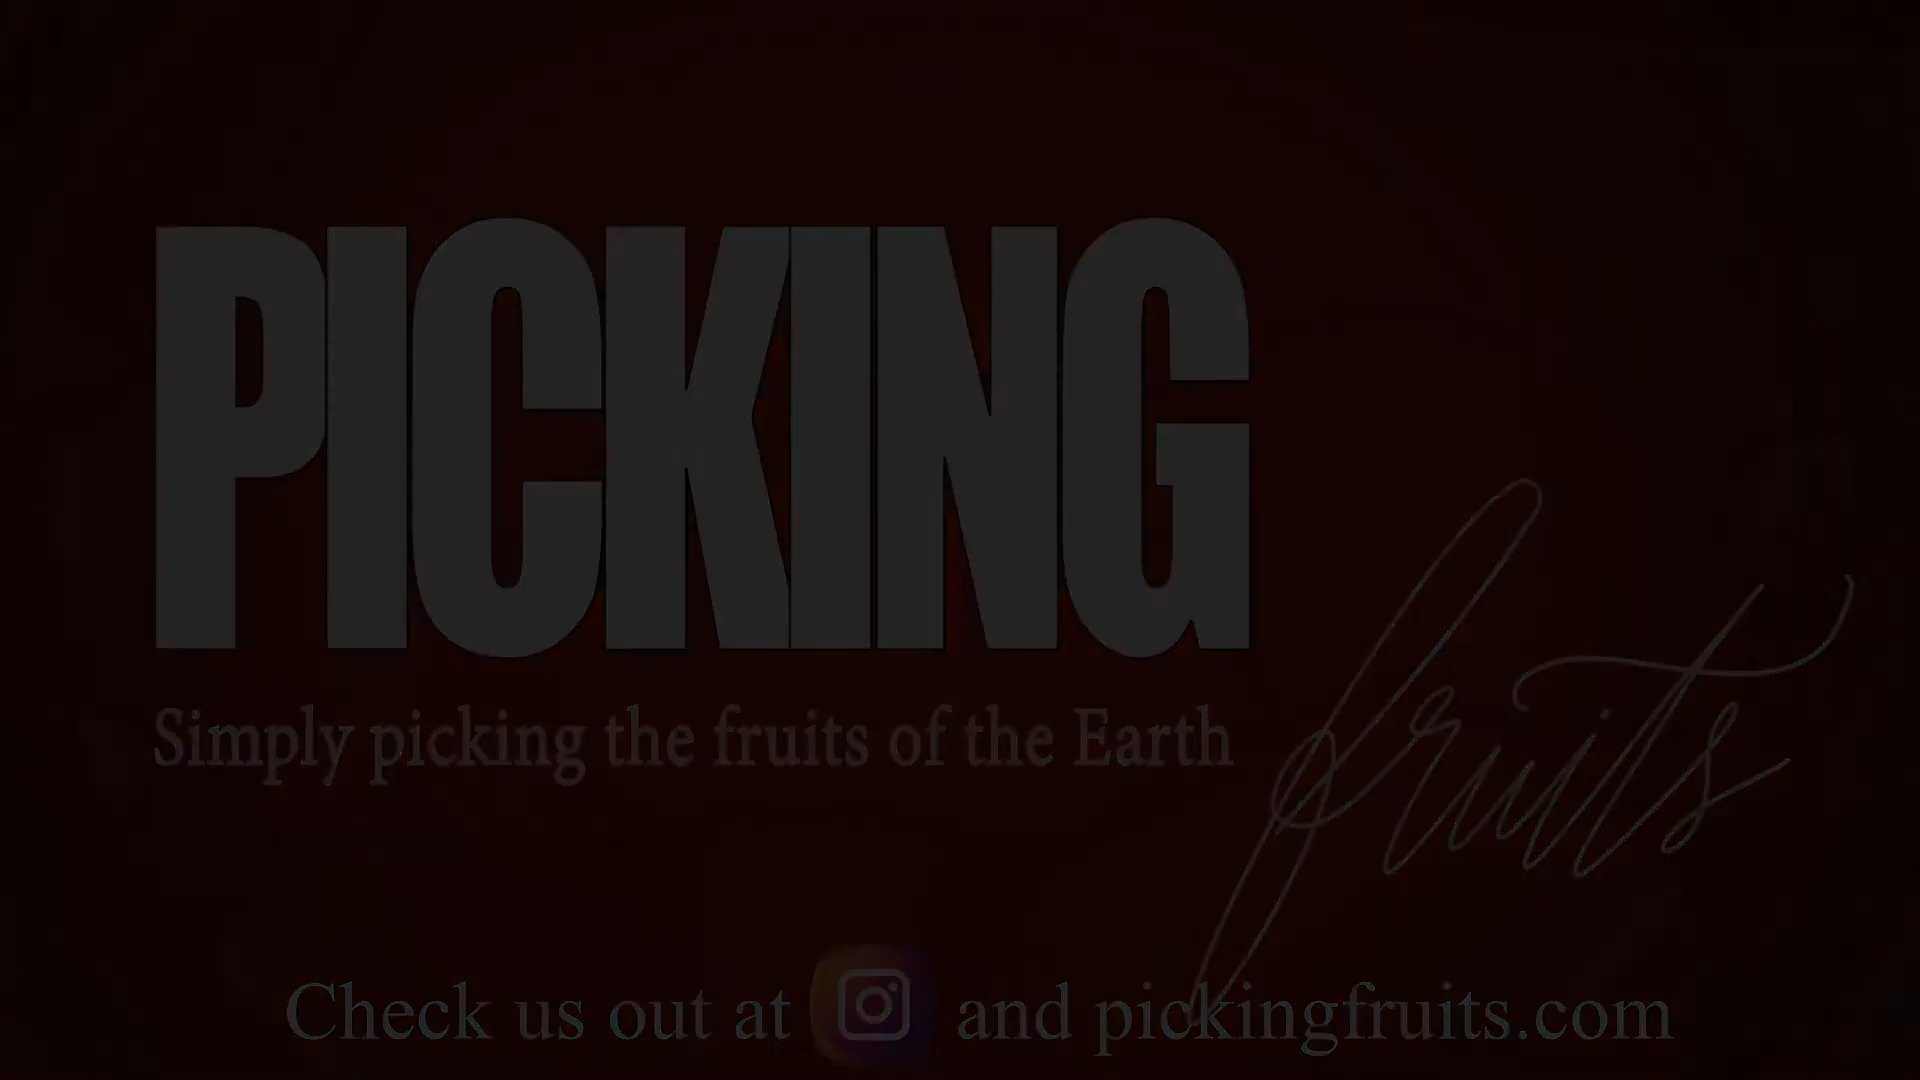 PICKING
fruits
Simply picking the fruits of the Earth
Check us out at and pickingfruits.com